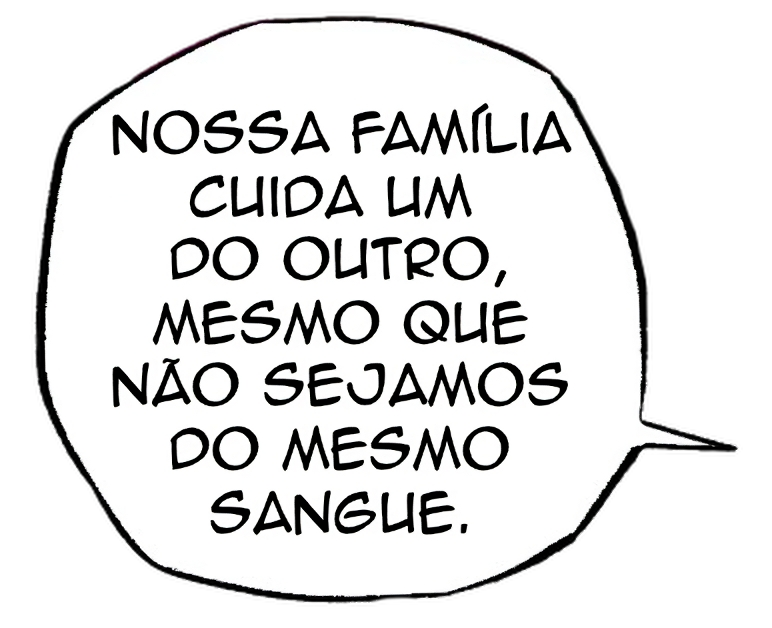 NOSSA FAMÍLIA
CUIDA UM
DO OUTRO,
MESMO QUE
NÃO SEJAMOS
DO MESMO
SANGUE.